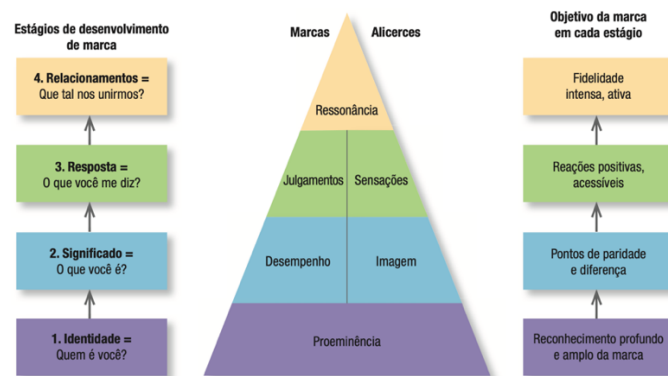 Estágios de desenvolvimento
de marca
4. Relacionamentos =
Que tal nos unirmos?
3. Resposta =
O que você me diz?
2. Significado =
O que você é?
1. Identidade =
Quem é você?
Marcas
Alicerces
Ressonância
Julgamentos
Sensações
Desempenho
Imagem
Proeminência
Objetivo da marca
em cada estágio
Fidelidade
intensa, ativa
Reações positivas,
acessíveis
Pontos de paridade
e diferença
Reconhecimento profundo
e amplo da marca